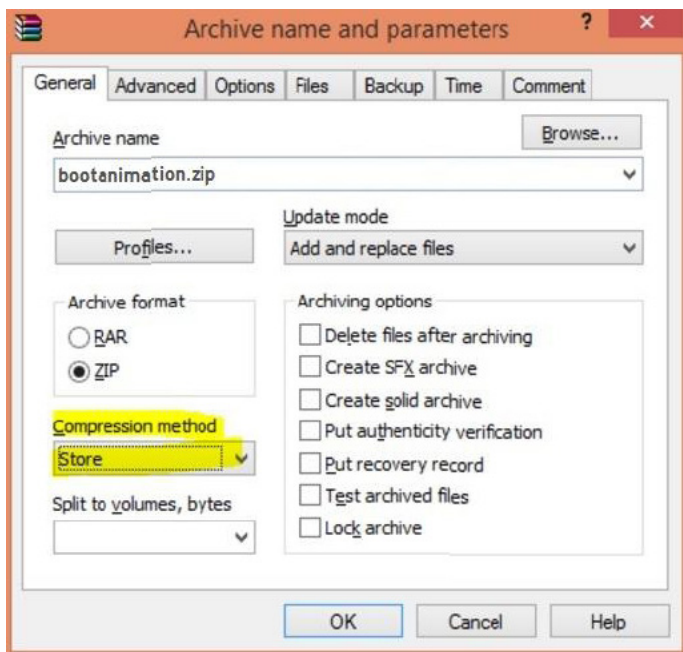 Archive name and parameters ? ×
General Advanced Options Files Backup Time Comment
Archive name
Browse...
bootanimation.zip
Update mode
Profiles...
Add and replace files
Archive format
RAR
ZIP
Archiving options
Delete files after archiving
Create SFX archive
Create solid archive
Put authenticity verification
Put recovery record
Test archived files
Lock archive
Compression method
Store
Split to volumes, bytes
OK Cancel Help